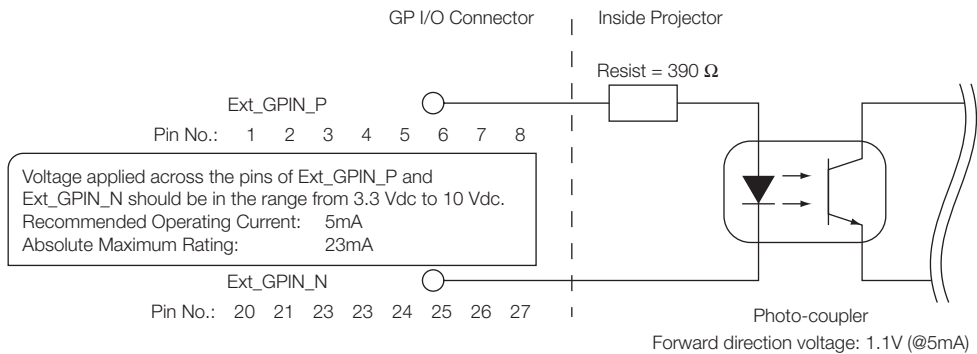 GP I/O Connector
Inside Projector
Resist = 390 Ω
Ext_GPIN_P
Pin No.: 1 2 3 4 5 6 7 8
Voltage applied across the pins of Ext_GPIN_P and
Ext_GPIN_N should be in the range from 3.3 Vdc to 10 Vdc.
Recommended Operating Current: 5mA
Absolute Maximum Rating: 23mA
Ext_GPIN_N
Pin No.: 20 21 23 23 24 25 26 27
Photo-coupler
Forward direction voltage: 1.1V (@5mA)